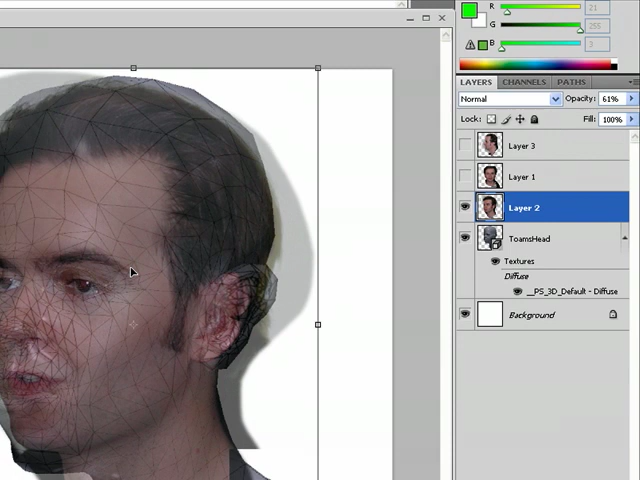 R 21
G 255
B 3
LAYERS CHANNELS PATHS
Normal Opacity: 61%
Lock: Fill: 100%
Layer 3
Layer 1
Layer 2
ToamsHead
Textures
Diffuse
__PS_3D_Default - Diffuse
Background